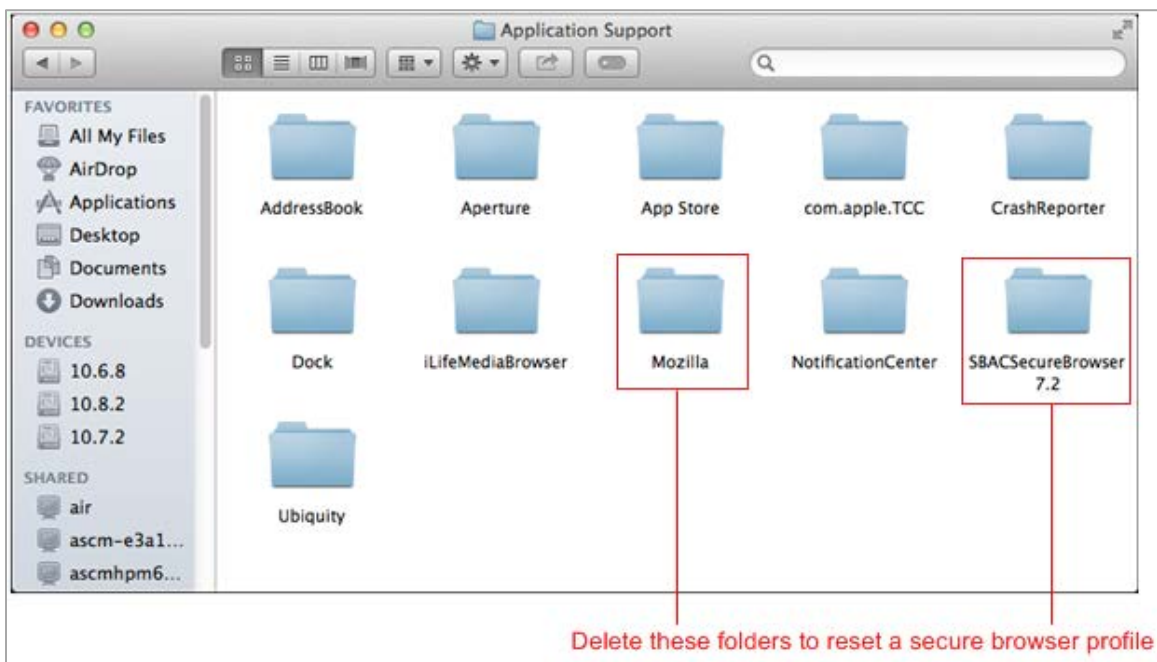 Application Support
FAVORITES
All My Files
AirDrop
Applications
Desktop
Documents
Downloads
DEVICES
10.6.8
10.8.2
10.7.2
SHARED
air
ascm-e3a1...
ascmhpm6...
AddressBook
Aperture
App Store
com.apple.TCC
CrashReporter
Dock
iLifeMediaBrowser
Mozilla
NotificationCenter
SBACSecureBrowser
7.2
Ubiquity
Delete these folders to reset a secure browser profile